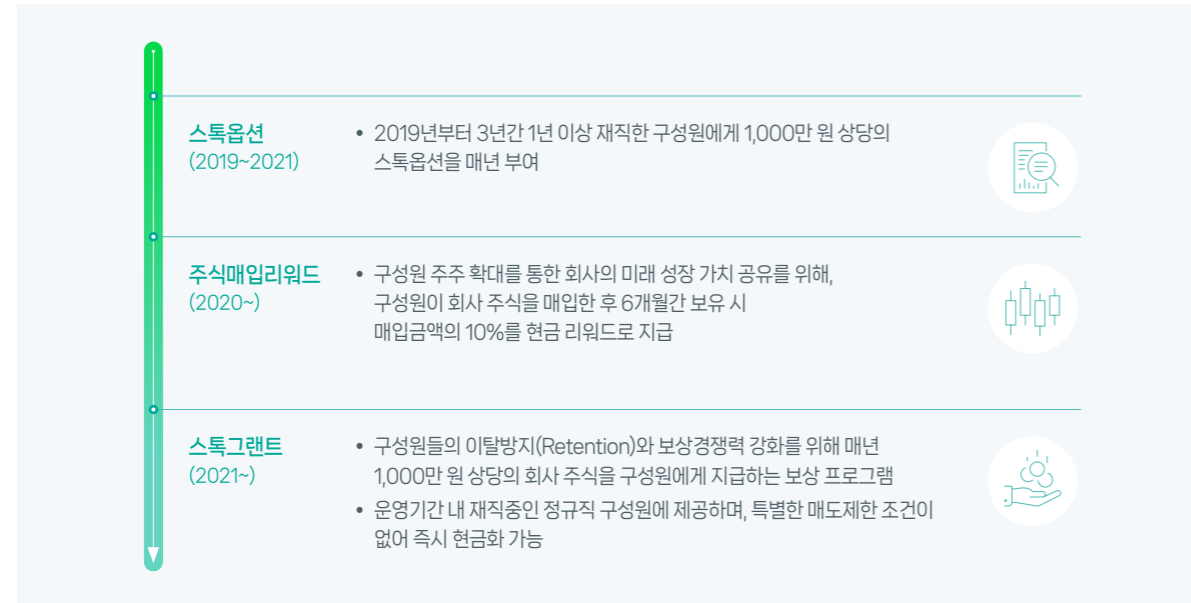 스톡옵션
(2019~2021)
• 2019년부터 3년간 1년 이상 재직한 구성원에게 1,000만 원 상당의
스톡옵션을 매년 부여
주식매입리워드
(2020~)
• 구성원 주주 확대를 통한 회사의 미래 성장 가치 공유를 위해,
구성원이 회사 주식을 매입한 후 6개월간 보유 시
매입금액의 10%를 현금 리워드로 지급
스톡그랜트
(2021~)
• 구성원들의 이탈방지(Retention)와 보상경쟁력 강화를 위해 매년
1,000만 원 상당의 회사 주식을 구성원에게 지급하는 보상 프로그램
• 운영기간 내 재직중인 정규직 구성원에 제공하며, 특별한 매도제한 조건이
없어 즉시 현금화 가능